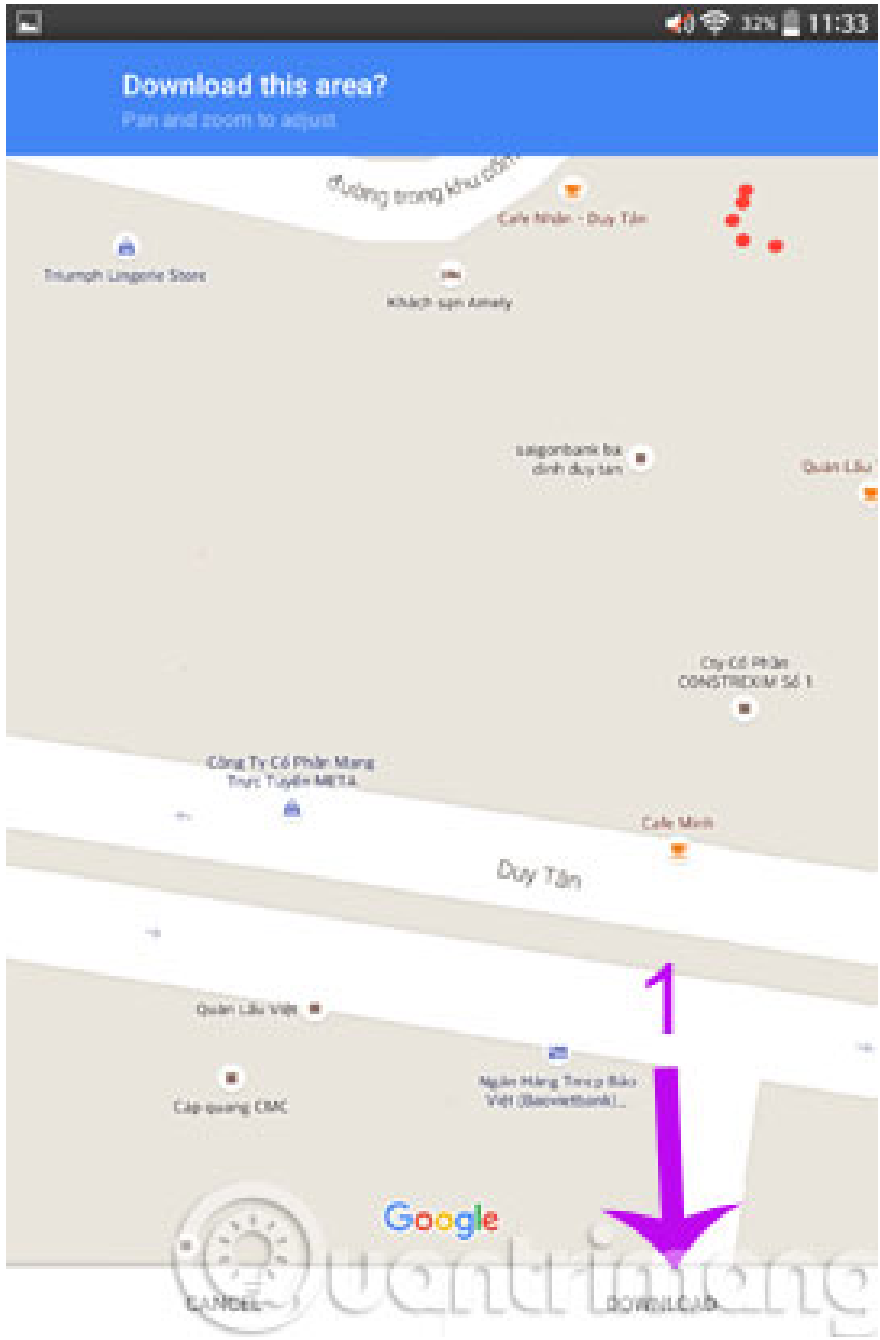 32% 11:33
Download this area?
Pan and zoom to adjust
đường trong khu công
Cafe Nhân - Duy Tân
Triumph Lingerie Store
Khách sạn Amely
saigonbank ba
dinh duy tan
Quán Lẩu
Cty Cổ Phần
CONSTREXIM Số 1
Công Ty Cổ Phần Mạng
Trực Tuyến META
Cafe Minh
Duy Tân
1
Quán Lẩu Việt
Cáp quang CMC
Ngân Hàng Tmcp Bảo
Việt (Baovietbank)...
Google
Quantrimang
CANCEL
DOWNLOAD